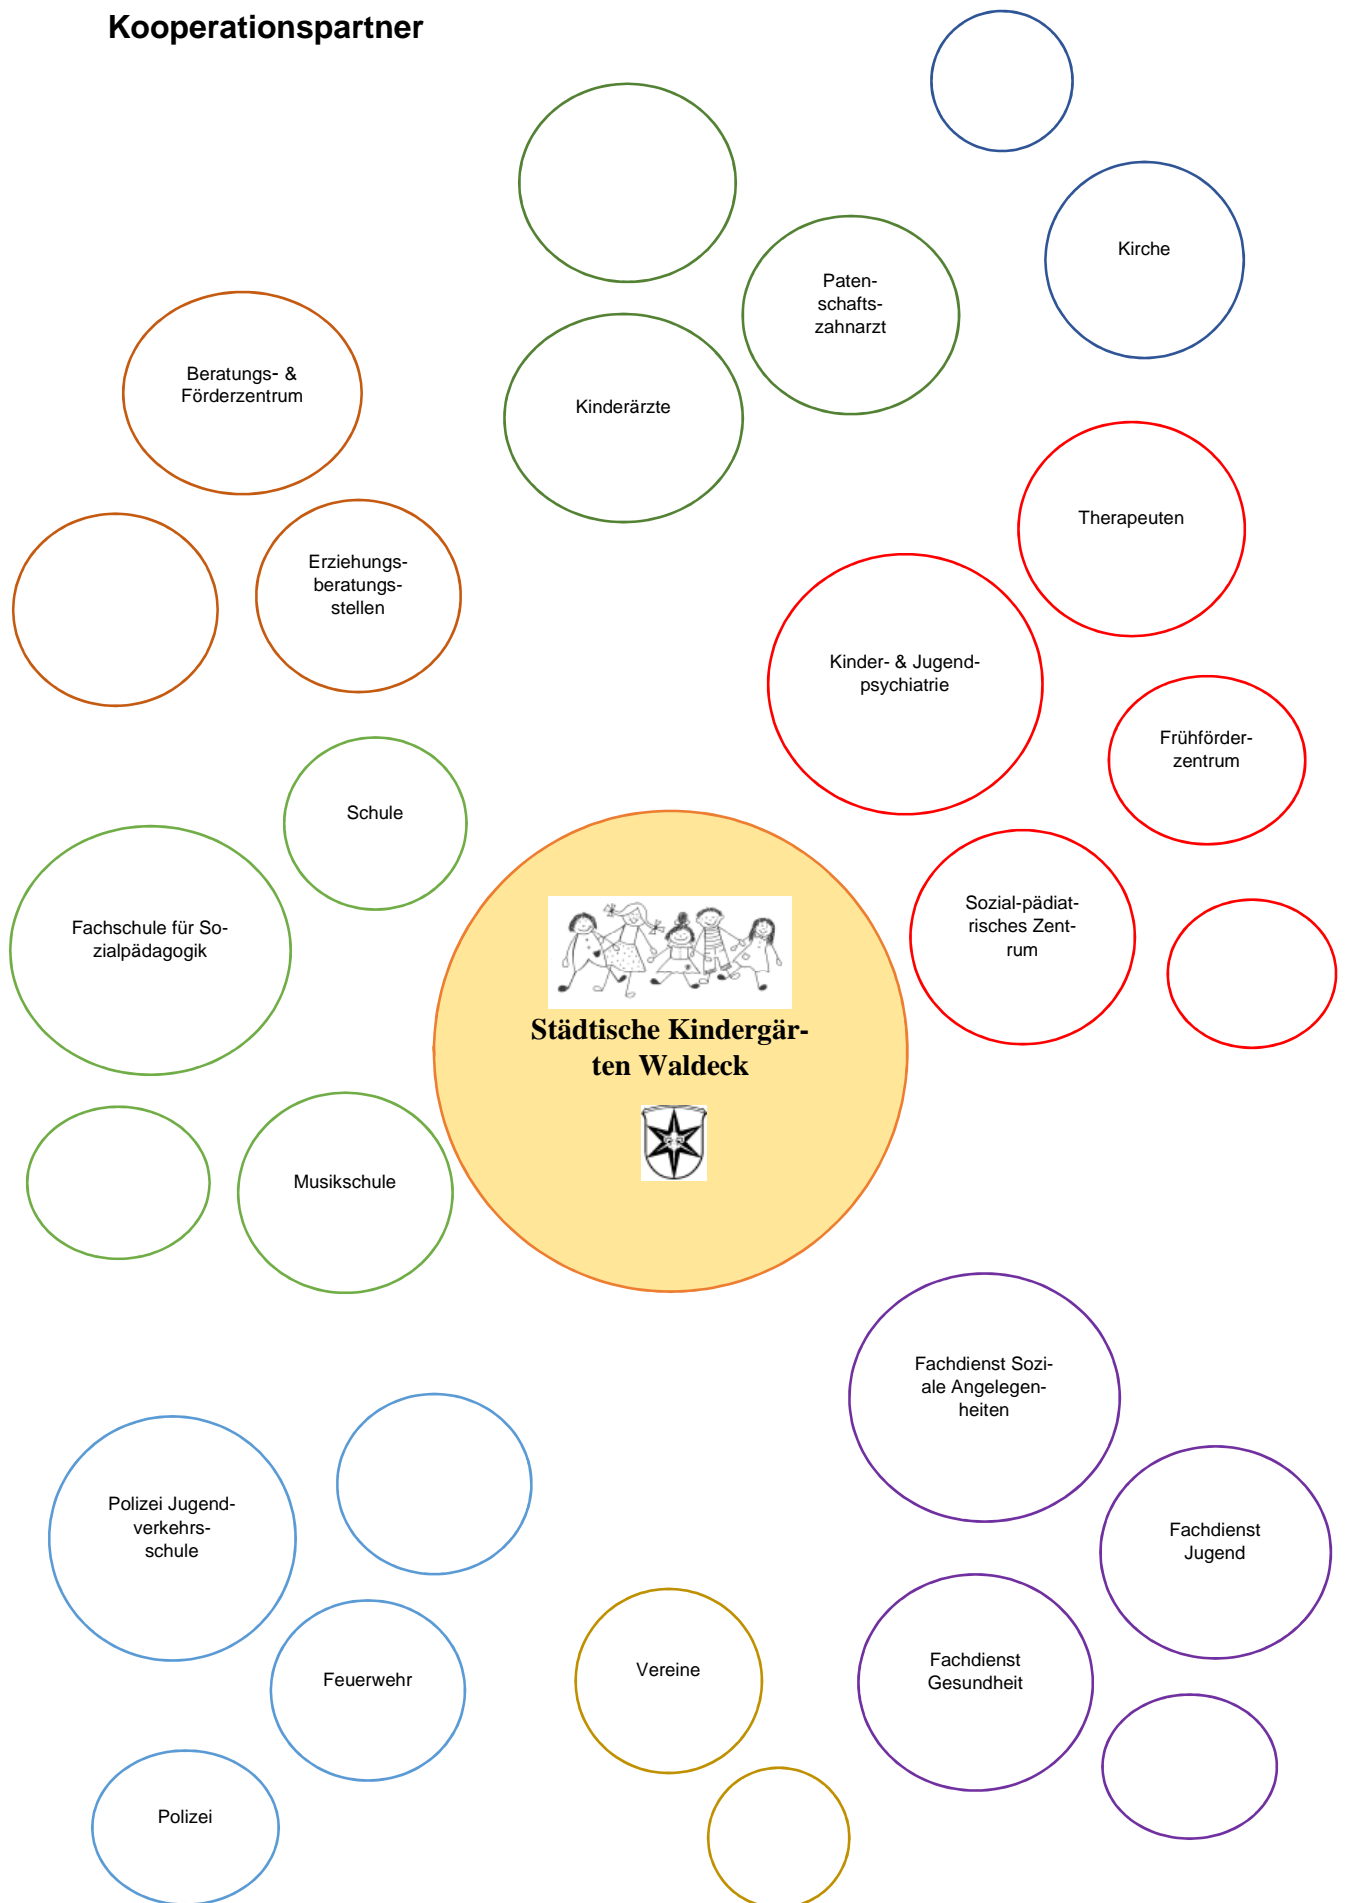 Kooperationspartner
Kirche
Paten-
schafts-
zahnarzt
Beratungs- &
Förderzentrum
Kinderärzte
Therapeuten
Erziehungs-
beratungs-
stellen
Kinder- & Jugend-
psychiatrie
Frühförder-
zentrum
Schule
Fachschule für So-
zialpädagogik
Sozial-pädiat-
risches Zent-
rum
Städtische Kindergär-
ten Waldeck
Musikschule
Fachdienst Sozi-
ale Angelegen-
heiten
Polizei Jugend-
verkehrs-
schule
Fachdienst
Jugend
Feuerwehr
Vereine
Fachdienst
Gesundheit
Polizei